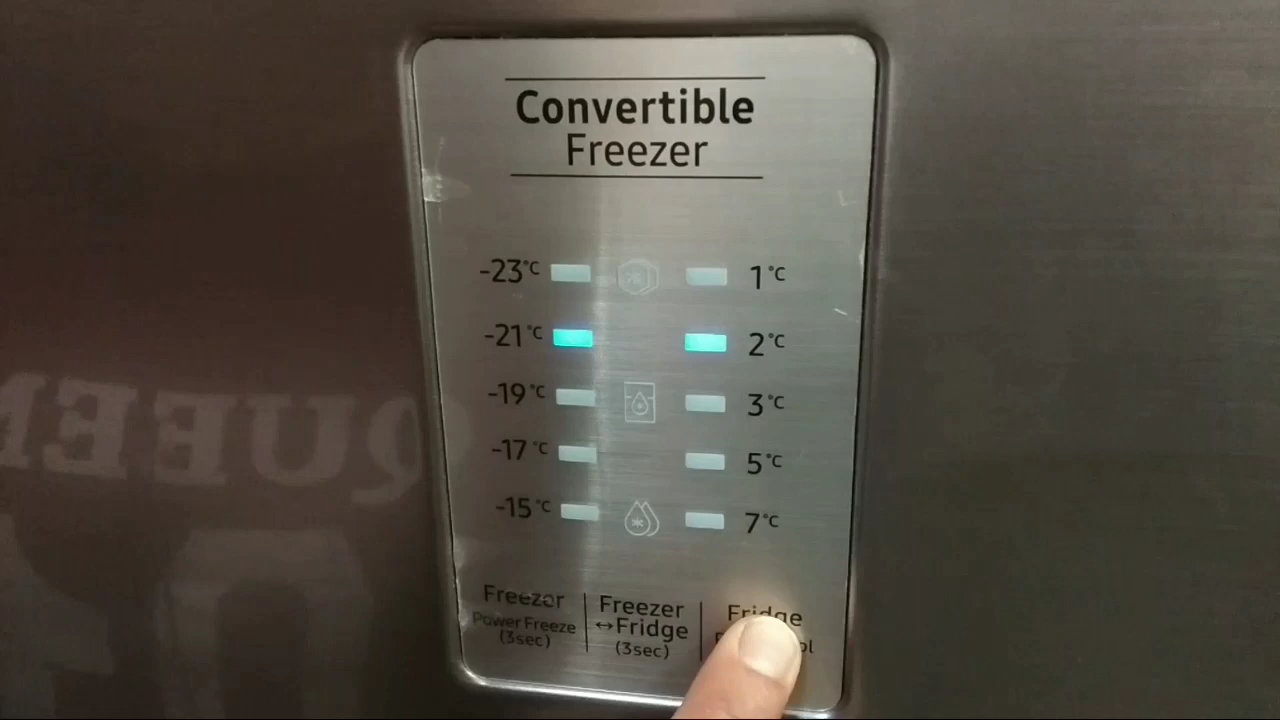 Convertible
Freezer
-23°C 1°C
-21°C 2°C
-19°C 3°C
-17°C 5°C
-15°C 7°C
Freezer
Power Freeze
(3sec)
Freezer
↔Fridge
(3sec)
Fridge